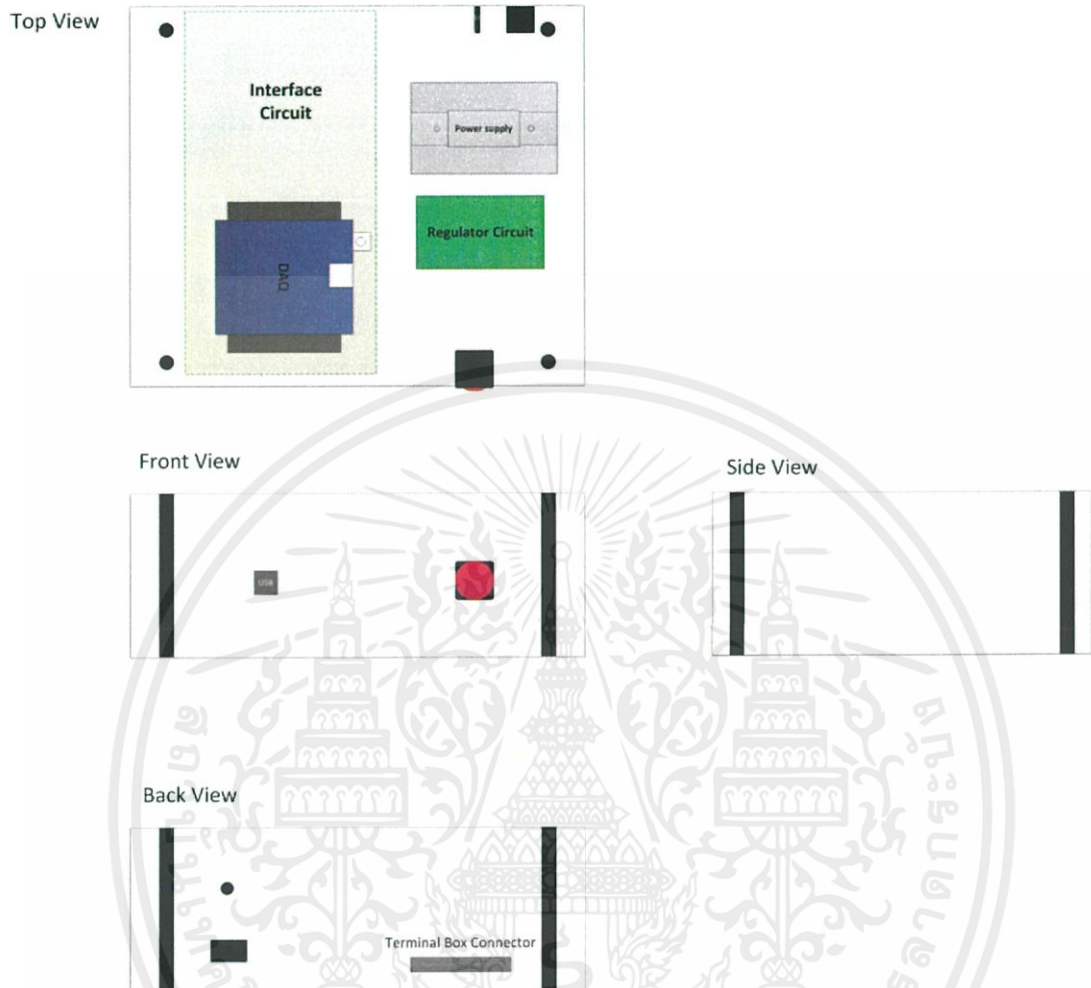 Top View
Interface
Circuit
Power supply
Regulator Circuit
DAQ
Front View
Side View
USB
Back View
Terminal Box Connector